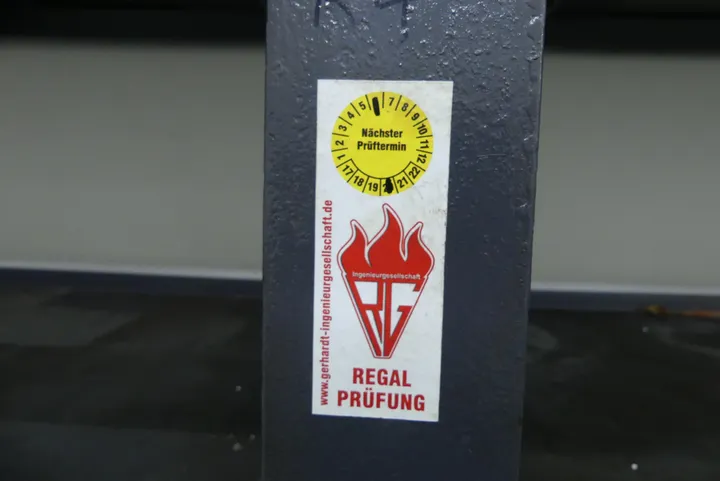 1 2 3 4 5 7 8 9 10 11 12
Nächster
Prüftermin
17 18 19 21 22
www.gerhardt-ingenieurgesellschaft.de
Ingenieurgesellschaft
RG
REGAL
PRÜFUNG